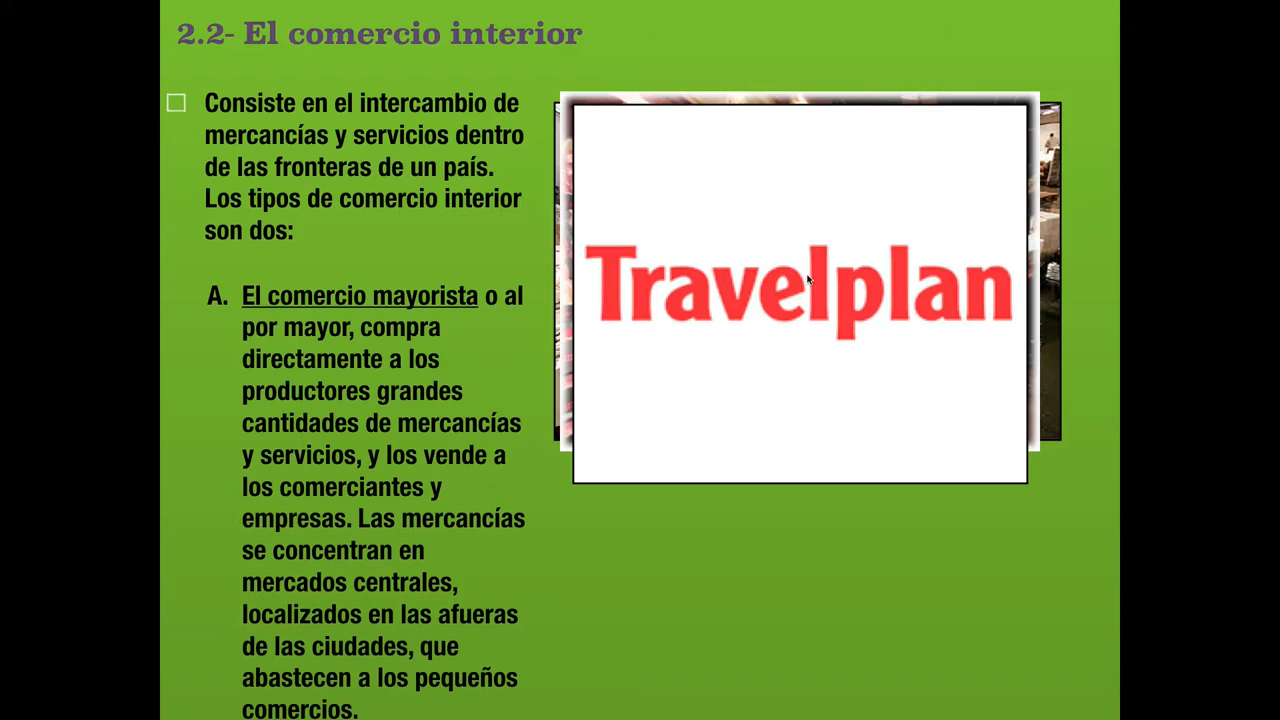 2.2- El comercio interior
Consiste en el intercambio de
mercancías y servicios dentro
de las fronteras de un país.
Los tipos de comercio interior
son dos:
A. El comercio mayorista o al
por mayor, compra
directamente a los
productores grandes
cantidades de mercancías
y servicios, y los vende a
los comerciantes y
empresas. Las mercancías
se concentran en
mercados centrales,
localizados en las afueras
de las ciudades, que
abastecen a los pequeños
comercios.
Travelplan